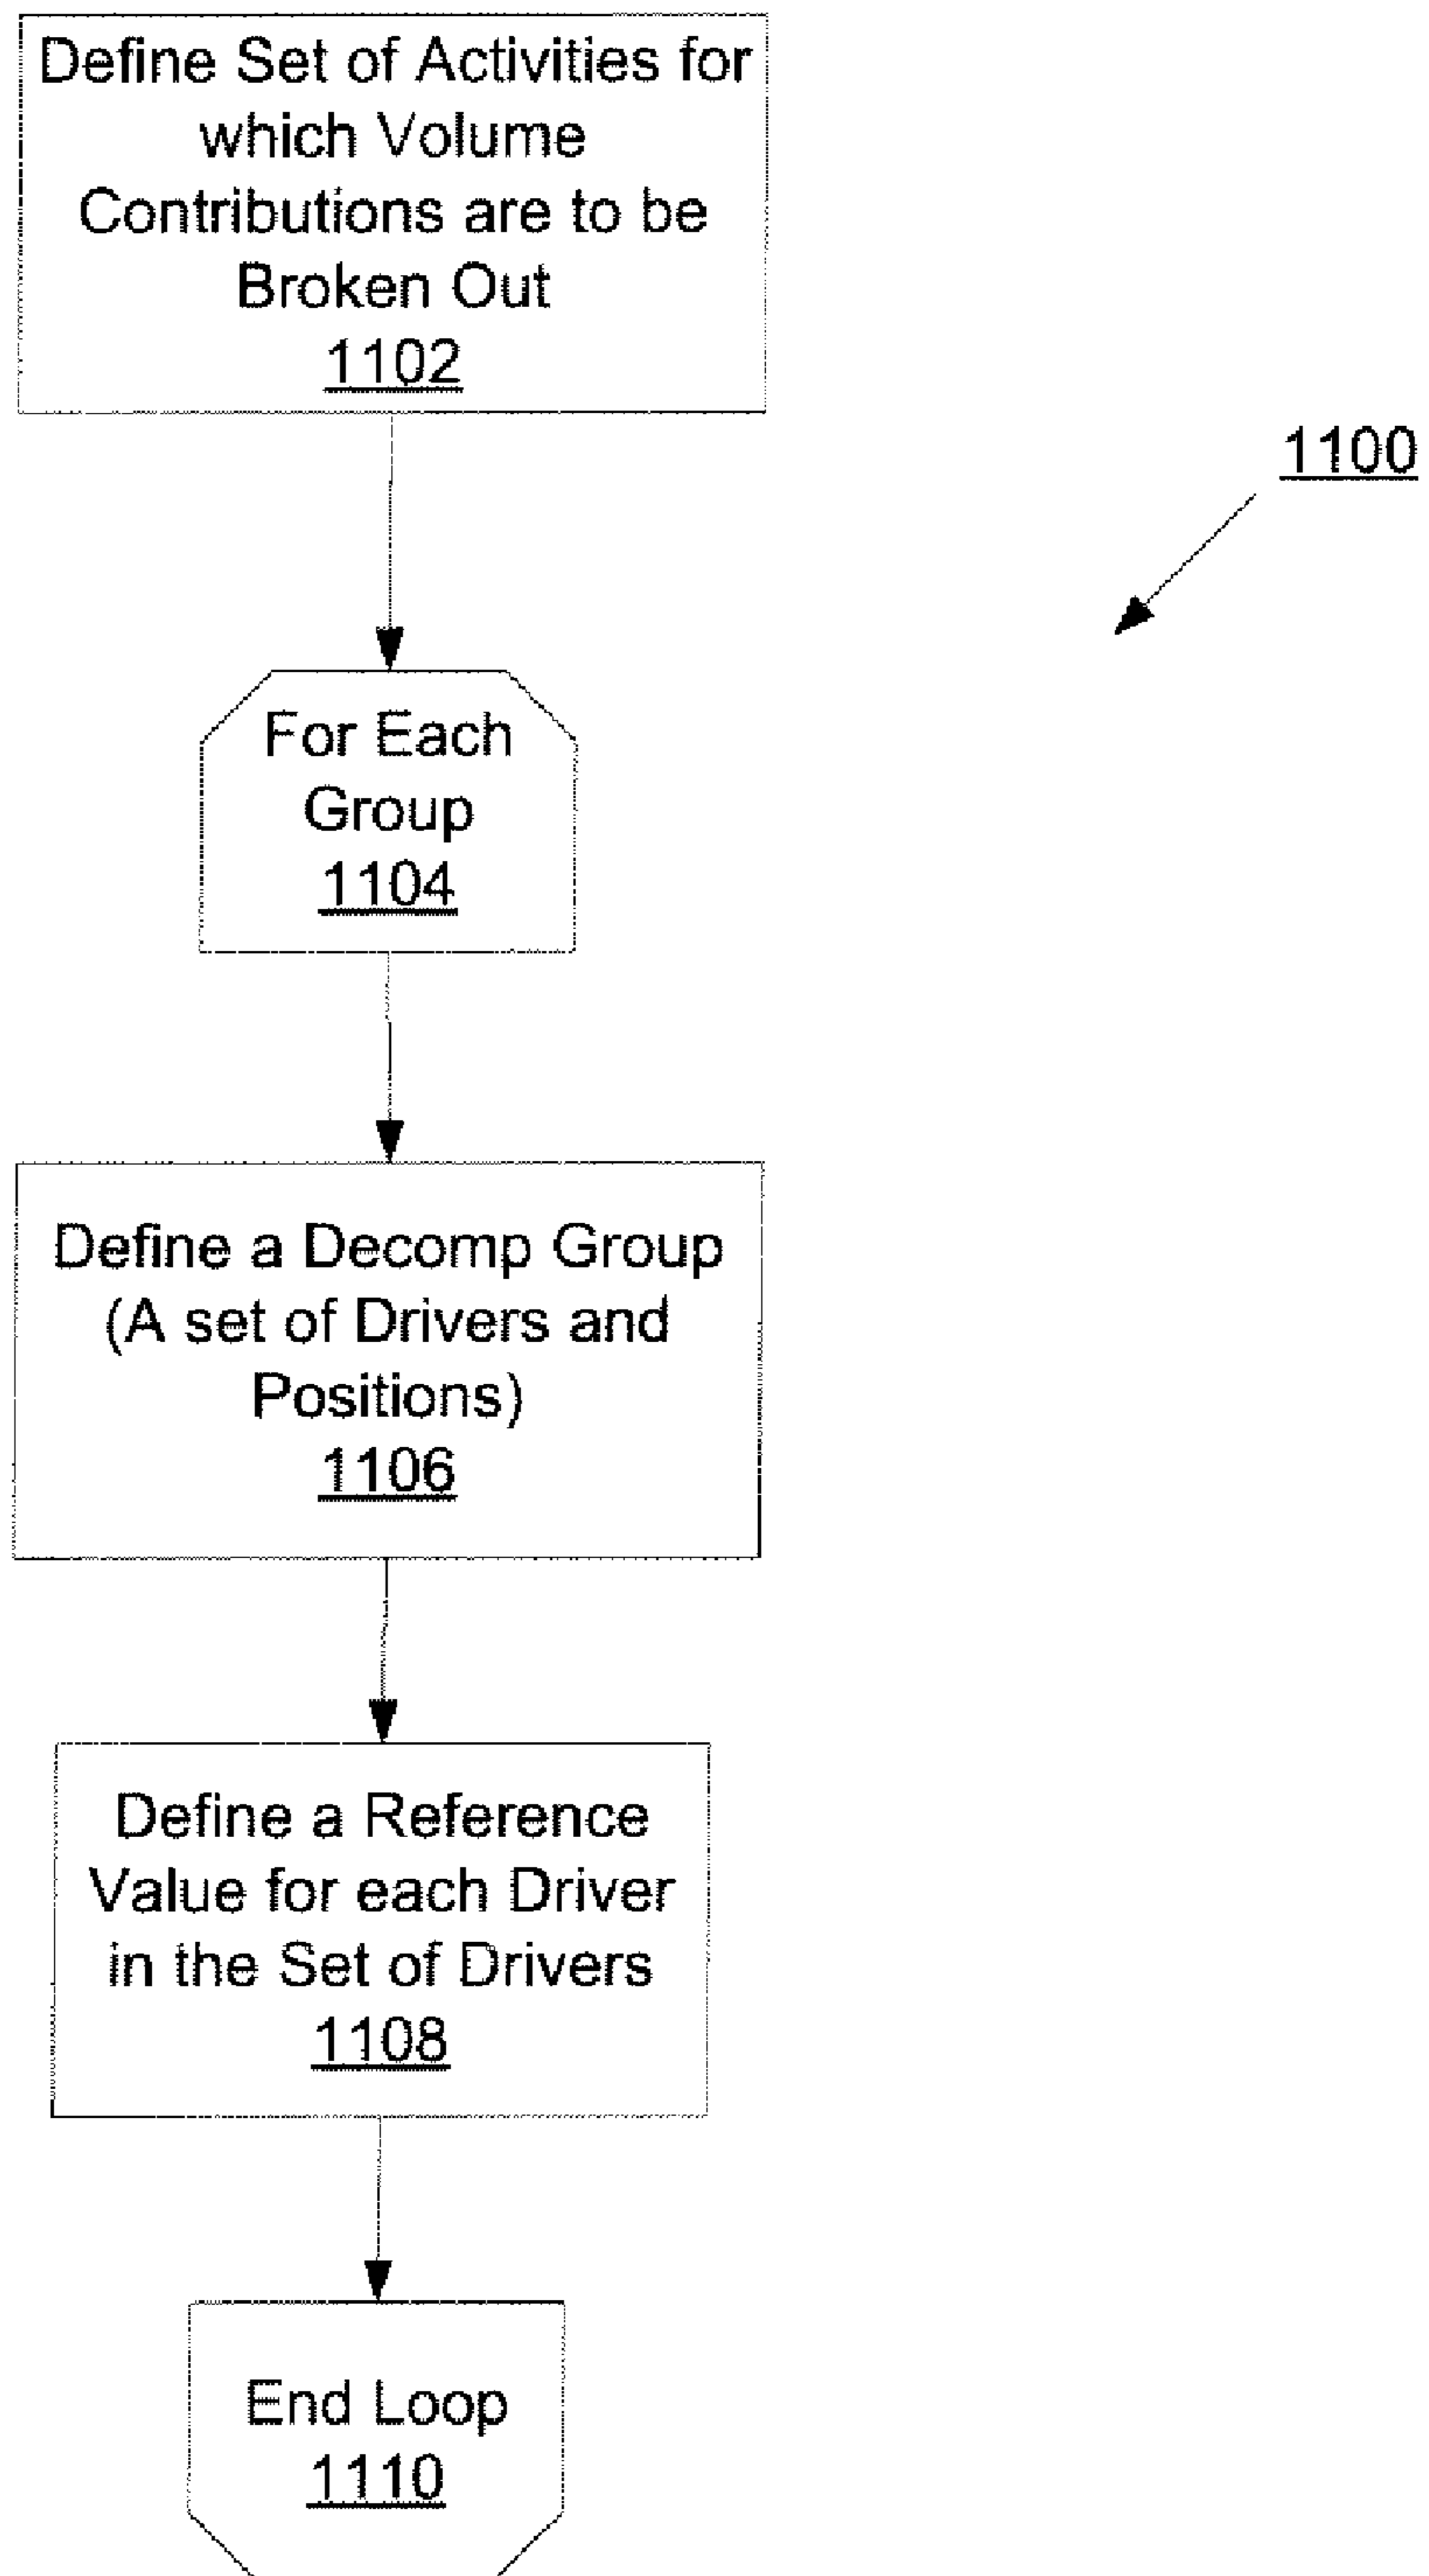 Define Set of Activities for
which Volume
Contributions are to be
Broken Out
1102
1100
For Each
Group
1104
Define a Decomp Group
(A set of Drivers and
Positions)
1106
Define a Reference
Value for each Driver
in the Set of Drivers
1108
End Loop
1110